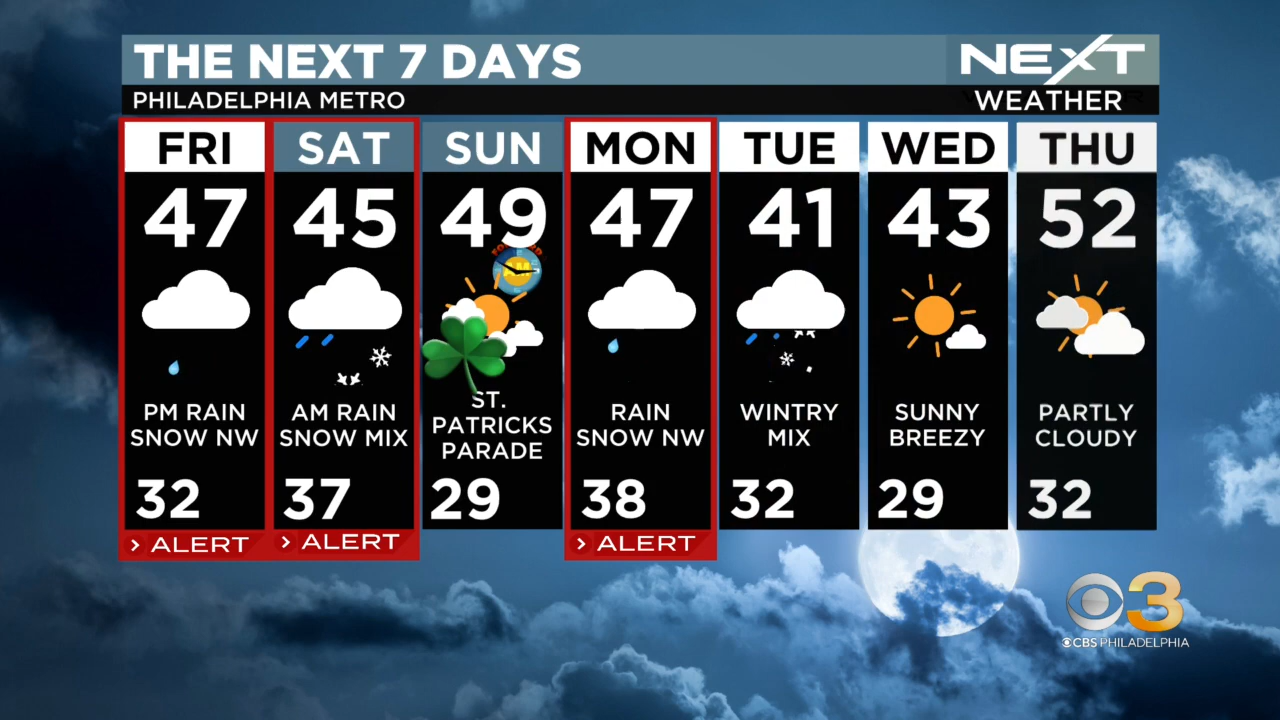 THE NEXT 7 DAYS
NEXT
PHILADELPHIA METRO
WEATHER
FRI
47
PM RAIN
SNOW NW
32
> ALERT
SAT
45
AM RAIN
SNOW MIX
37
> ALERT
SUN
49
AM
ST.
PATRICKS
PARADE
29
MON
47
RAIN
SNOW NW
38
> ALERT
TUE
41
WINTRY
MIX
32
WED
43
SUNNY
BREEZY
29
THU
52
PARTLY
CLOUDY
32
3
CBS PHILADELPHIA